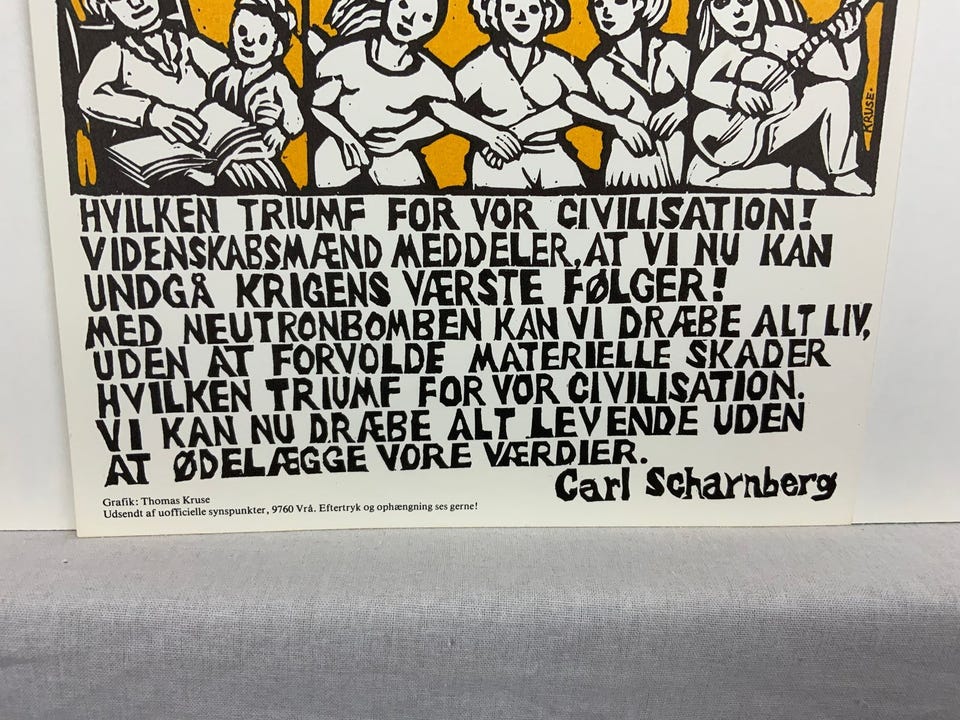 KRUSE.
HVILKEN TRIUMF FOR VOR CIVILISATION!
VIDENSKABSMÆND MEDDELER, AT VI NU KAN
UNDGÅ KRIGENS VÆRSTE FØLGER!
MED NEUTRONBOMBEN KAN VI DRÆBE ALT LIV,
UDEN AT FORVOLDE MATERIELLE SKADER
HVILKEN TRIUMF FOR VOR CIVILISATION.
VI KAN NU DRÆBE ALT LEVENDE UDEN
AT ØDELÆGGE VORE VÆRDIER.
Carl Scharnberg
Grafik: Thomas Kruse
Udsendt af uofficielle synspunkter, 9760 Vrå. Eftertryk og ophængning ses gerne!